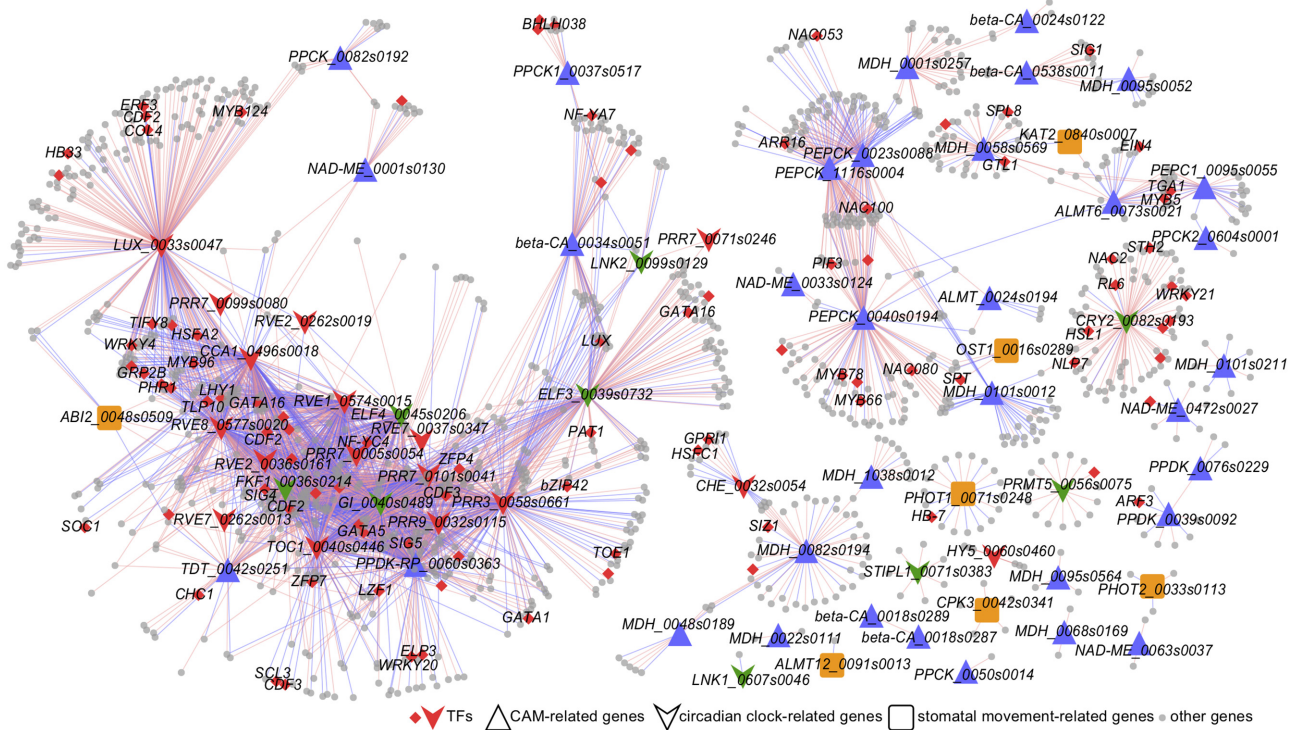 BHLH038
beta-CA_0024s0122
NAC053
SIG1
PPCK_0082s0192
PPCK1_0037s0517
MDH_0001s0257
beta-CA_0538s0011
MDH_0095s0052
ERF3
CDF2
COL4
MYB124
NF-YA7
SPL8
KAT2_0840s0007
HB33
ARR16
PEPCK_0023s0088
MDH_0058s0569
EIN4
NAD-ME_0001s0130
PEPCK_1116s0004
GTL1
PEPC1_0095s0055
TGA1
MYB5
NAC100
ALMT6_0073s0021
LUX_0033s0047
beta-CA_0034s0051
PRR7_0071s0246
PPCK2_0604s0001
STH2
LNK2_0099s0129
PIF3
NAC2
NAD-ME_0033s0124
RL6
WRKY21
PRR7_0099s0080
GATA16
ALMT_0024s0194
TIFY8
RVE2_0262s0019
PEPCK_0040s0194
CRY2_0082s0193
HSFA2
HSL1
WRKY4
LUX
CCA1_0496s0018
OST1_0016s0289
MYB96
NLP7
MDH_0101s0211
GRP2B
MYB78
NAC080
SPT
PHR1
LHY1
ELF3_0039s0732
MDH_0101s0012
TLP10
GATA16
RVE1_0574s0015
MYB66
NAD-ME_0472s0027
ABI2_0048s0509
ELF4_0045s0206
RVE8_0577s0020
RVE7_0037s0347
PAT1
CDF2
NF-YC4
GPRI1
PRR7_0005s0054
ZFP4
HSFC1
RVE2_0036s0161
PPDK_0076s0229
PRR7_0101s0041
MDH_1038s0012
FKF1_0036s0214
CHE_0032s0054
PRMT5_0056s0075
SIG4
CDF3
bZIP42
PHOT1_0071s0248
CDF2
GI_0040s0489
PRR3_0058s0661
ARF3
HB-7
PPDK_0039s0092
SOC1
RVE7_0262s0013
PRR9_0032s0115
SIZ1
GATA5
TOC1_0040s0446
SIG5
TOE1
MDH_0082s0194
HY5_0060s0460
TDT_0042s0251
PPDK-RP_0060s0363
STIPL1_0071s0383
MDH_0095s0564
ZFP7
PHOT2_0033s0113
CHC1
LZF1
CPK3_0042s0341
GATA1
beta-CA_0018s0289
MDH_0048s0189
MDH_0022s0111
beta-CA_0018s0287
MDH_0068s0169
NAD-ME_0063s0037
ELP3
WRKY20
ALMT12_0091s0013
SCL3
CDF3
LNK1_0607s0046
PPCK_0050s0014
TFs CAM-related genes circadian clock-related genes stomatal movement-related genes other genes